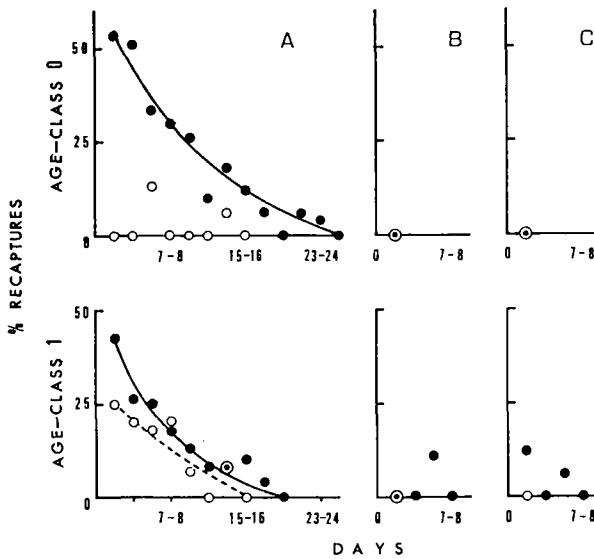 A
B
C
% RECAPTURES
AGE-CLASS 0
50
25
0
7-8
15-16
23-24
0
7-8
0
7-8
AGE-CLASS 1
50
25
0
7-8
15-16
23-24
0
7-8
0
7-8
DAYS